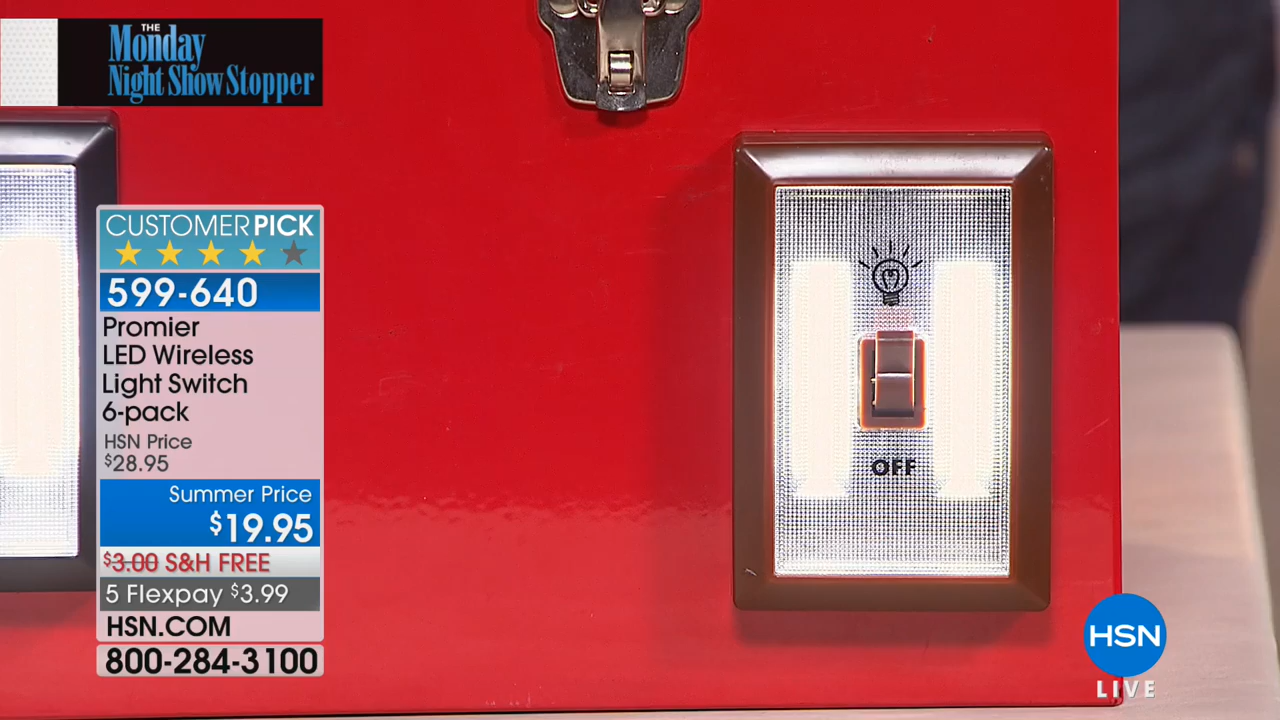 THE
Monday
Night Show Stopper
CUSTOMER PICK
599-640
Promier
LED Wireless
Light Switch
6-pack
HSN Price
$28.95
Summer Price
$19.95
$3.00 S&H FREE
5 Flexpay $3.99
HSN.COM
800-284-3100
OFF
HSN
LIVE